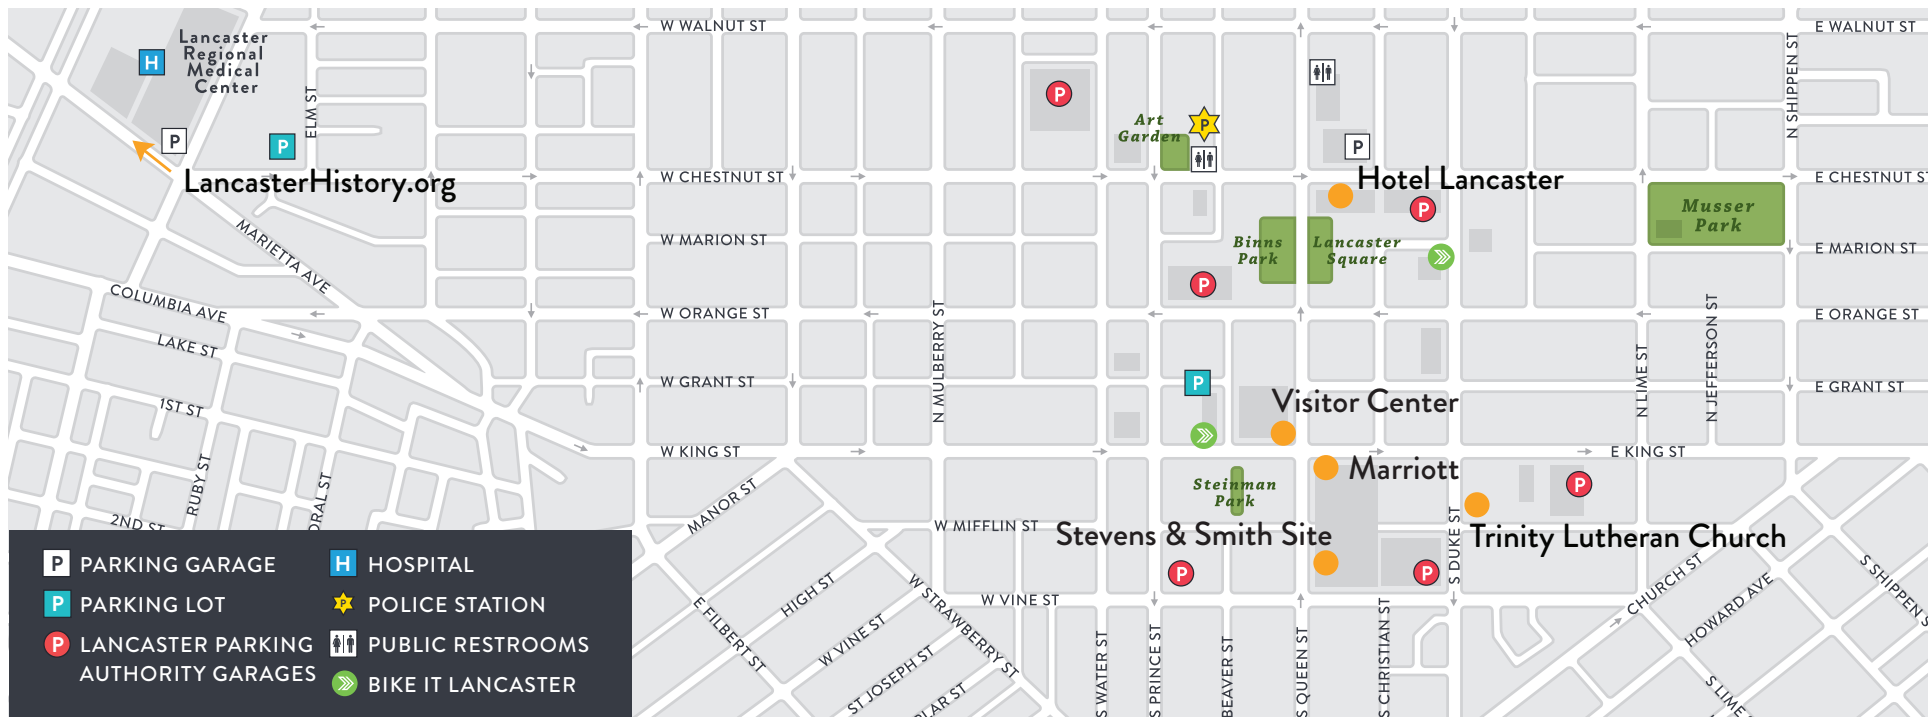 W WALNUT ST
E WALNUT ST
Lancaster
Regional
Medical
Center
H
ELM ST
N SHIPPEN ST
P
P
P
P
P
Art
Garden
LancasterHistory.org
W CHESTNUT ST
Hotel Lancaster
E CHESTNUT ST
P
Musser
Park
MARIETTA AVE
W MARION ST
Binns
Park
Lancaster
Square
E MARION ST
COLUMBIA AVE
P
W ORANGE ST
E ORANGE ST
N MULBERRY ST
N LIME ST
N JEFFERSON ST
LAKE ST
W GRANT ST
P
E GRANT ST
1ST ST
Visitor Center
W KING ST
E KING ST
RUBY ST
ORAL ST
MANOR ST
Marriott
Steinman
Park
P
2ND ST
W MIFFLIN ST
Stevens & Smith Site
S DUKE ST
Trinity Lutheran Church
P
P
E FILBERT ST
HIGH ST
W STRAWBERRY ST
W VINE ST
CHURCH ST
HOWARD AVE
S SHIPPEN S
W VINE ST
ST JOSEPH ST
PLAR ST
S WATER ST
S PRINCE ST
BEAVER ST
S QUEEN ST
S CHRISTIAN ST
S LIME
P PARKING GARAGE
P PARKING LOT
P LANCASTER PARKING
AUTHORITY GARAGES
H HOSPITAL
P POLICE STATION
PUBLIC RESTROOMS
BIKE IT LANCASTER